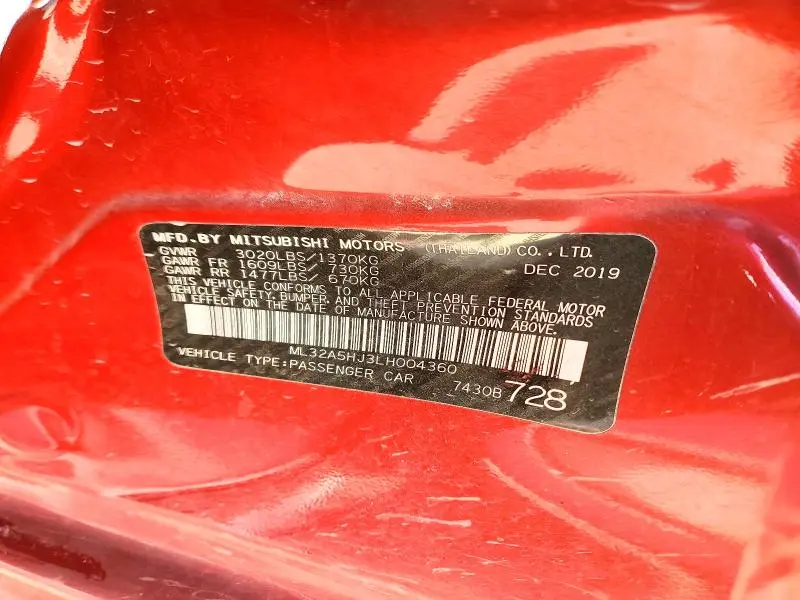 MFD.BY MITSUBISHI MOTORS (THAILAND)CO.,LTD.
GVWR 3020LBS/1370KG DEC 2019
GAWR FR 1609LBS/ 730KG
GAWR RR 1477LBS/ 670KG
THIS VEHICLE CONFORMS TO ALL APPLICABLE FEDERAL MOTOR
VEHICLE SAFETY,BUMPER,AND THEFT PREVENTION STANDARDS
IN EFFECT ON THE DATE OF MANUFACTURE SHOWN ABOVE.
ML32A5HJ3LH004360
VEHICLE TYPE:PASSENGER CAR 7430B 728